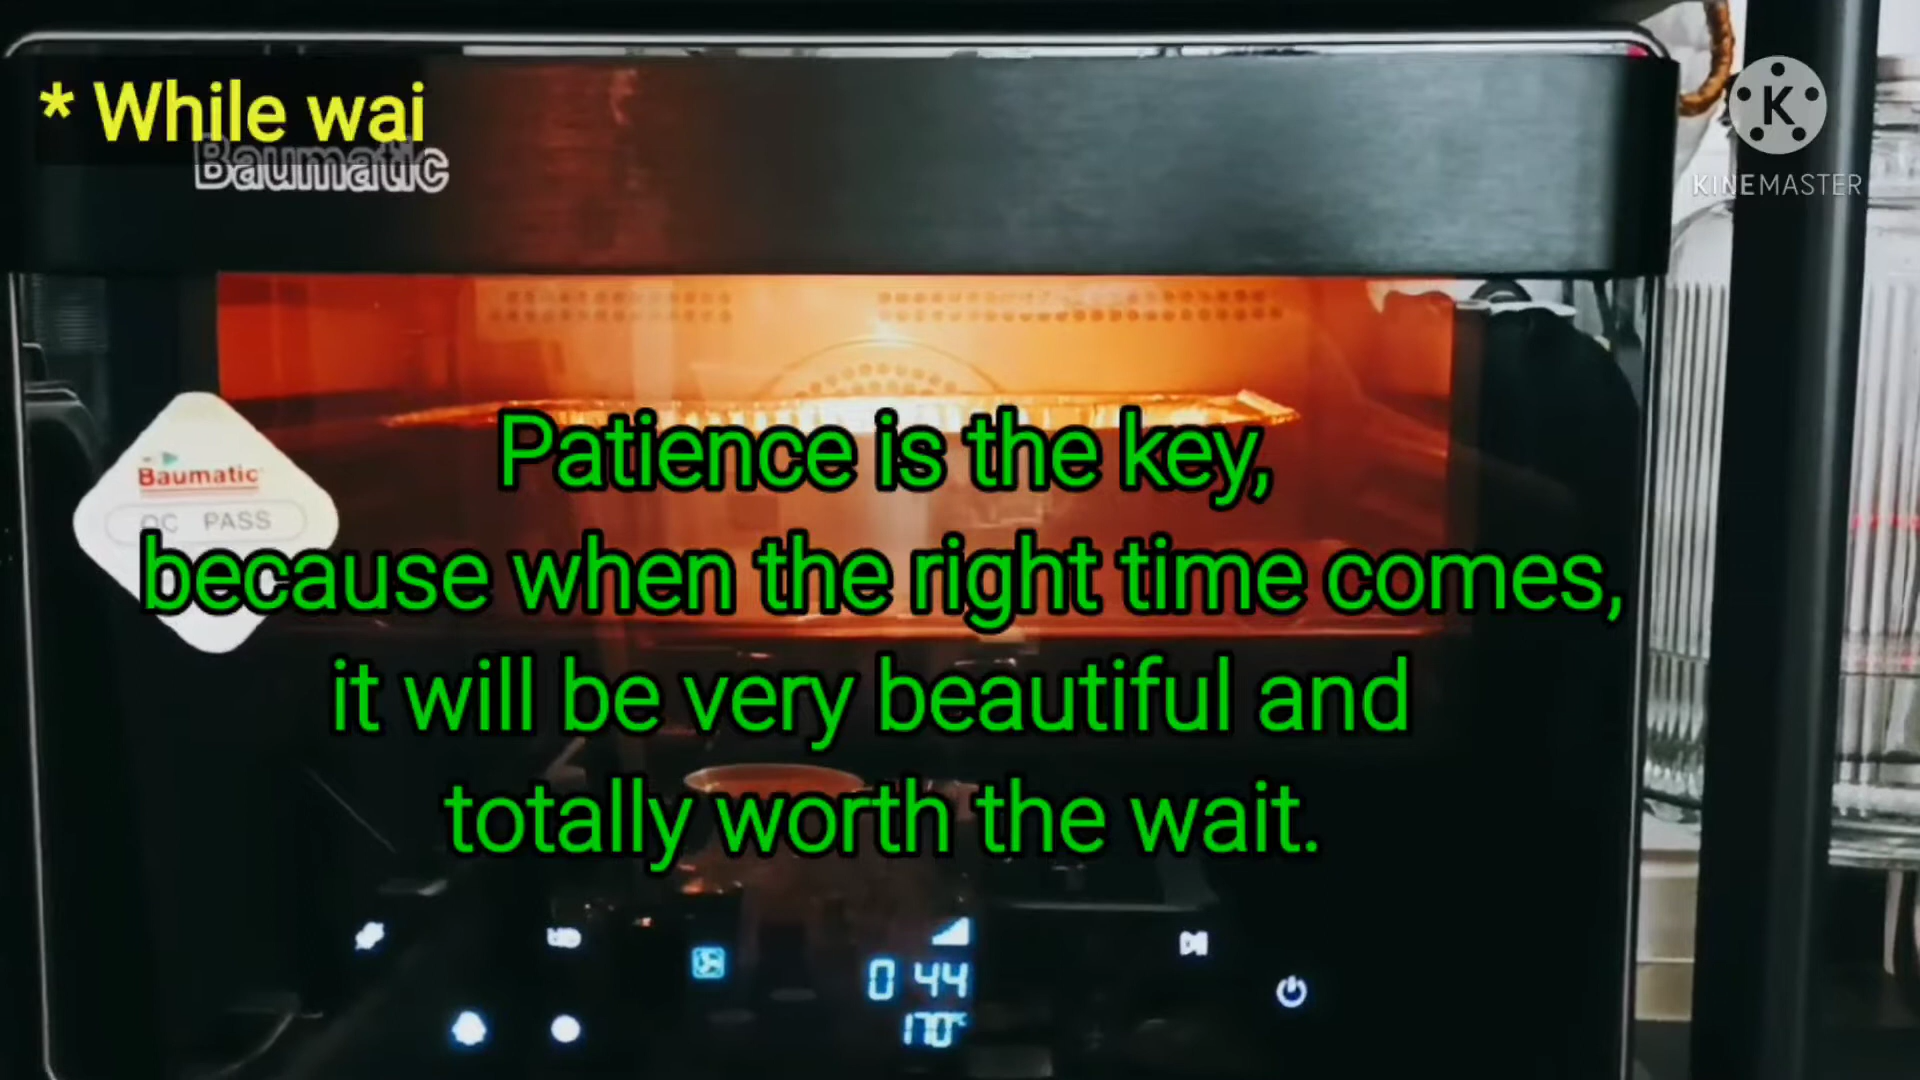 * While wai
Baumatic
KINEMASTER
Baumatic
QC PASS
Patience is the key,
because when the right time comes,
it will be very beautiful and
totally worth the wait.
0 44
170°C